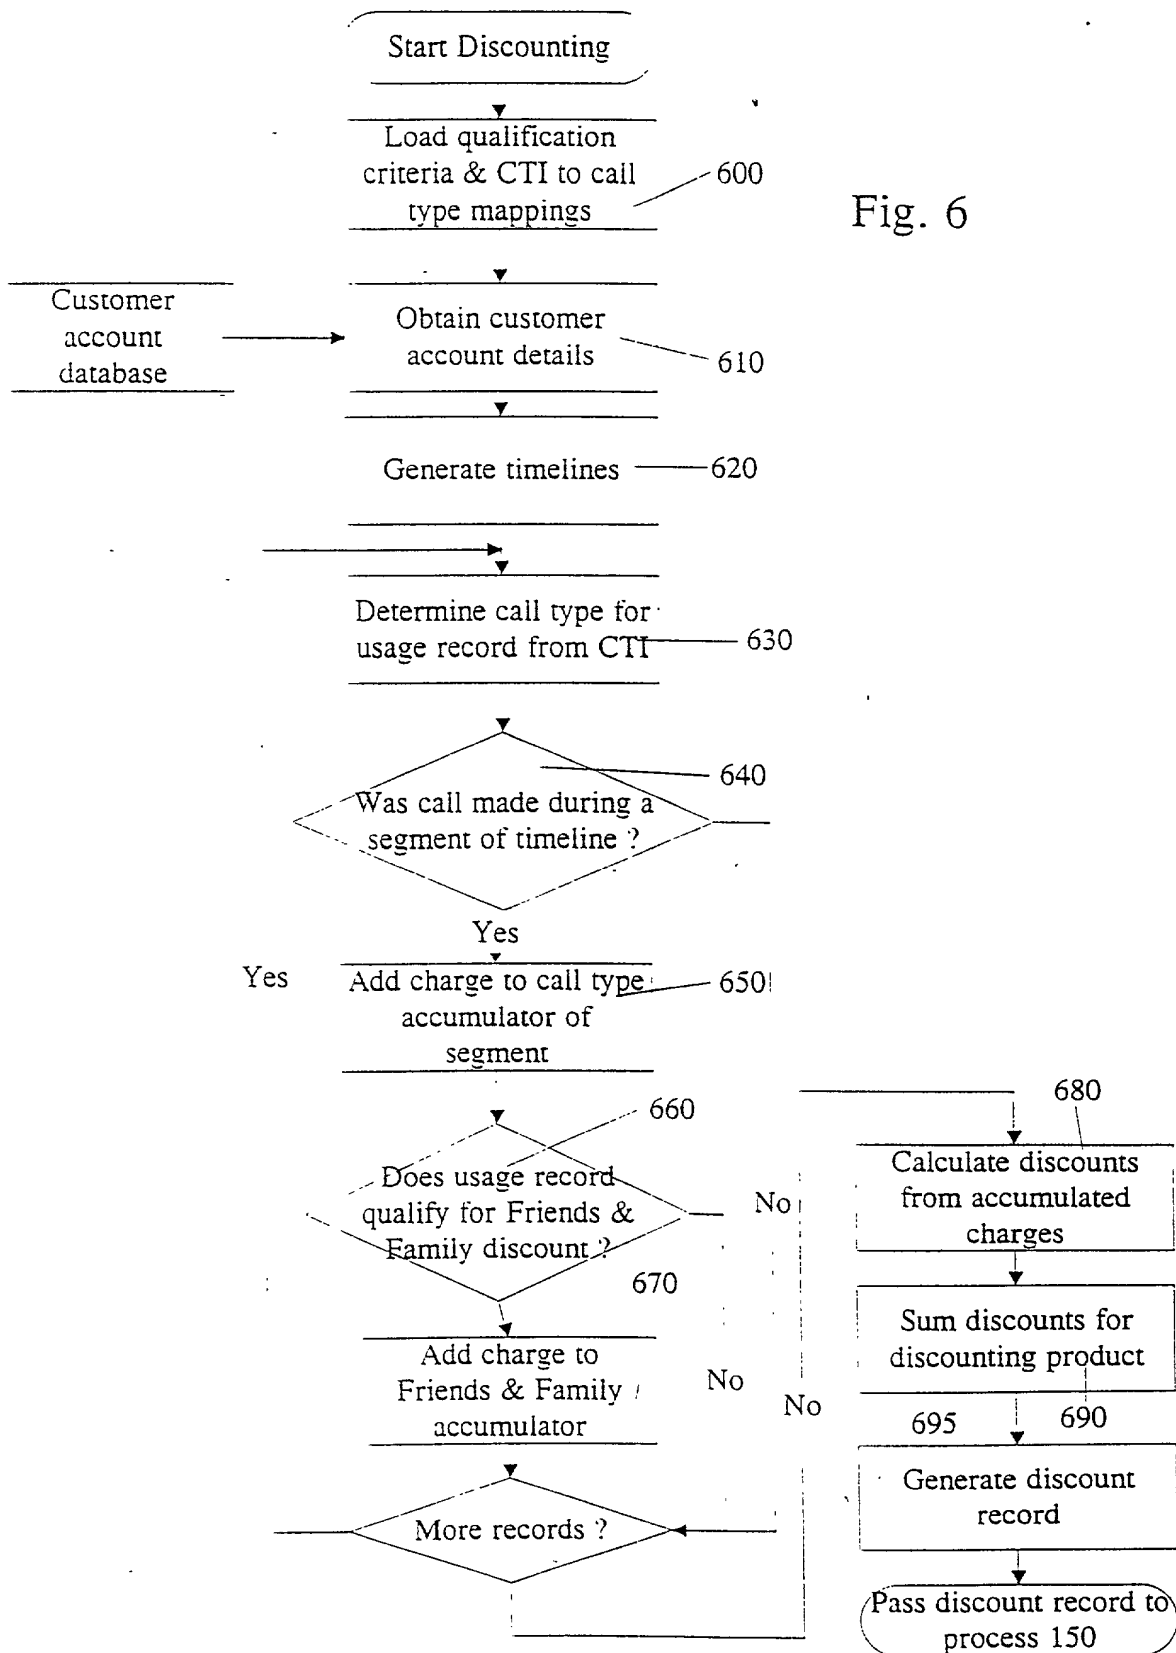 Start Discounting
Load qualification
criteria & CTI to call
type mappings
600
Fig. 6
Customer
account
database
Obtain customer
account details
610
Generate timelines
620
Determine call type for
usage record from CTI
630
640
Was call made during a
segment of timeline ?
Yes
Yes
Add charge to call type
accumulator of
segment
650
660
Does usage record
qualify for Friends &
Family discount ?
No
670
Add charge to
Friends & Family
accumulator
No
No
More records ?
680
Calculate discounts
from accumulated
charges
Sum discounts for
discounting product
695
690
Generate discount
record
Pass discount record to
process 150